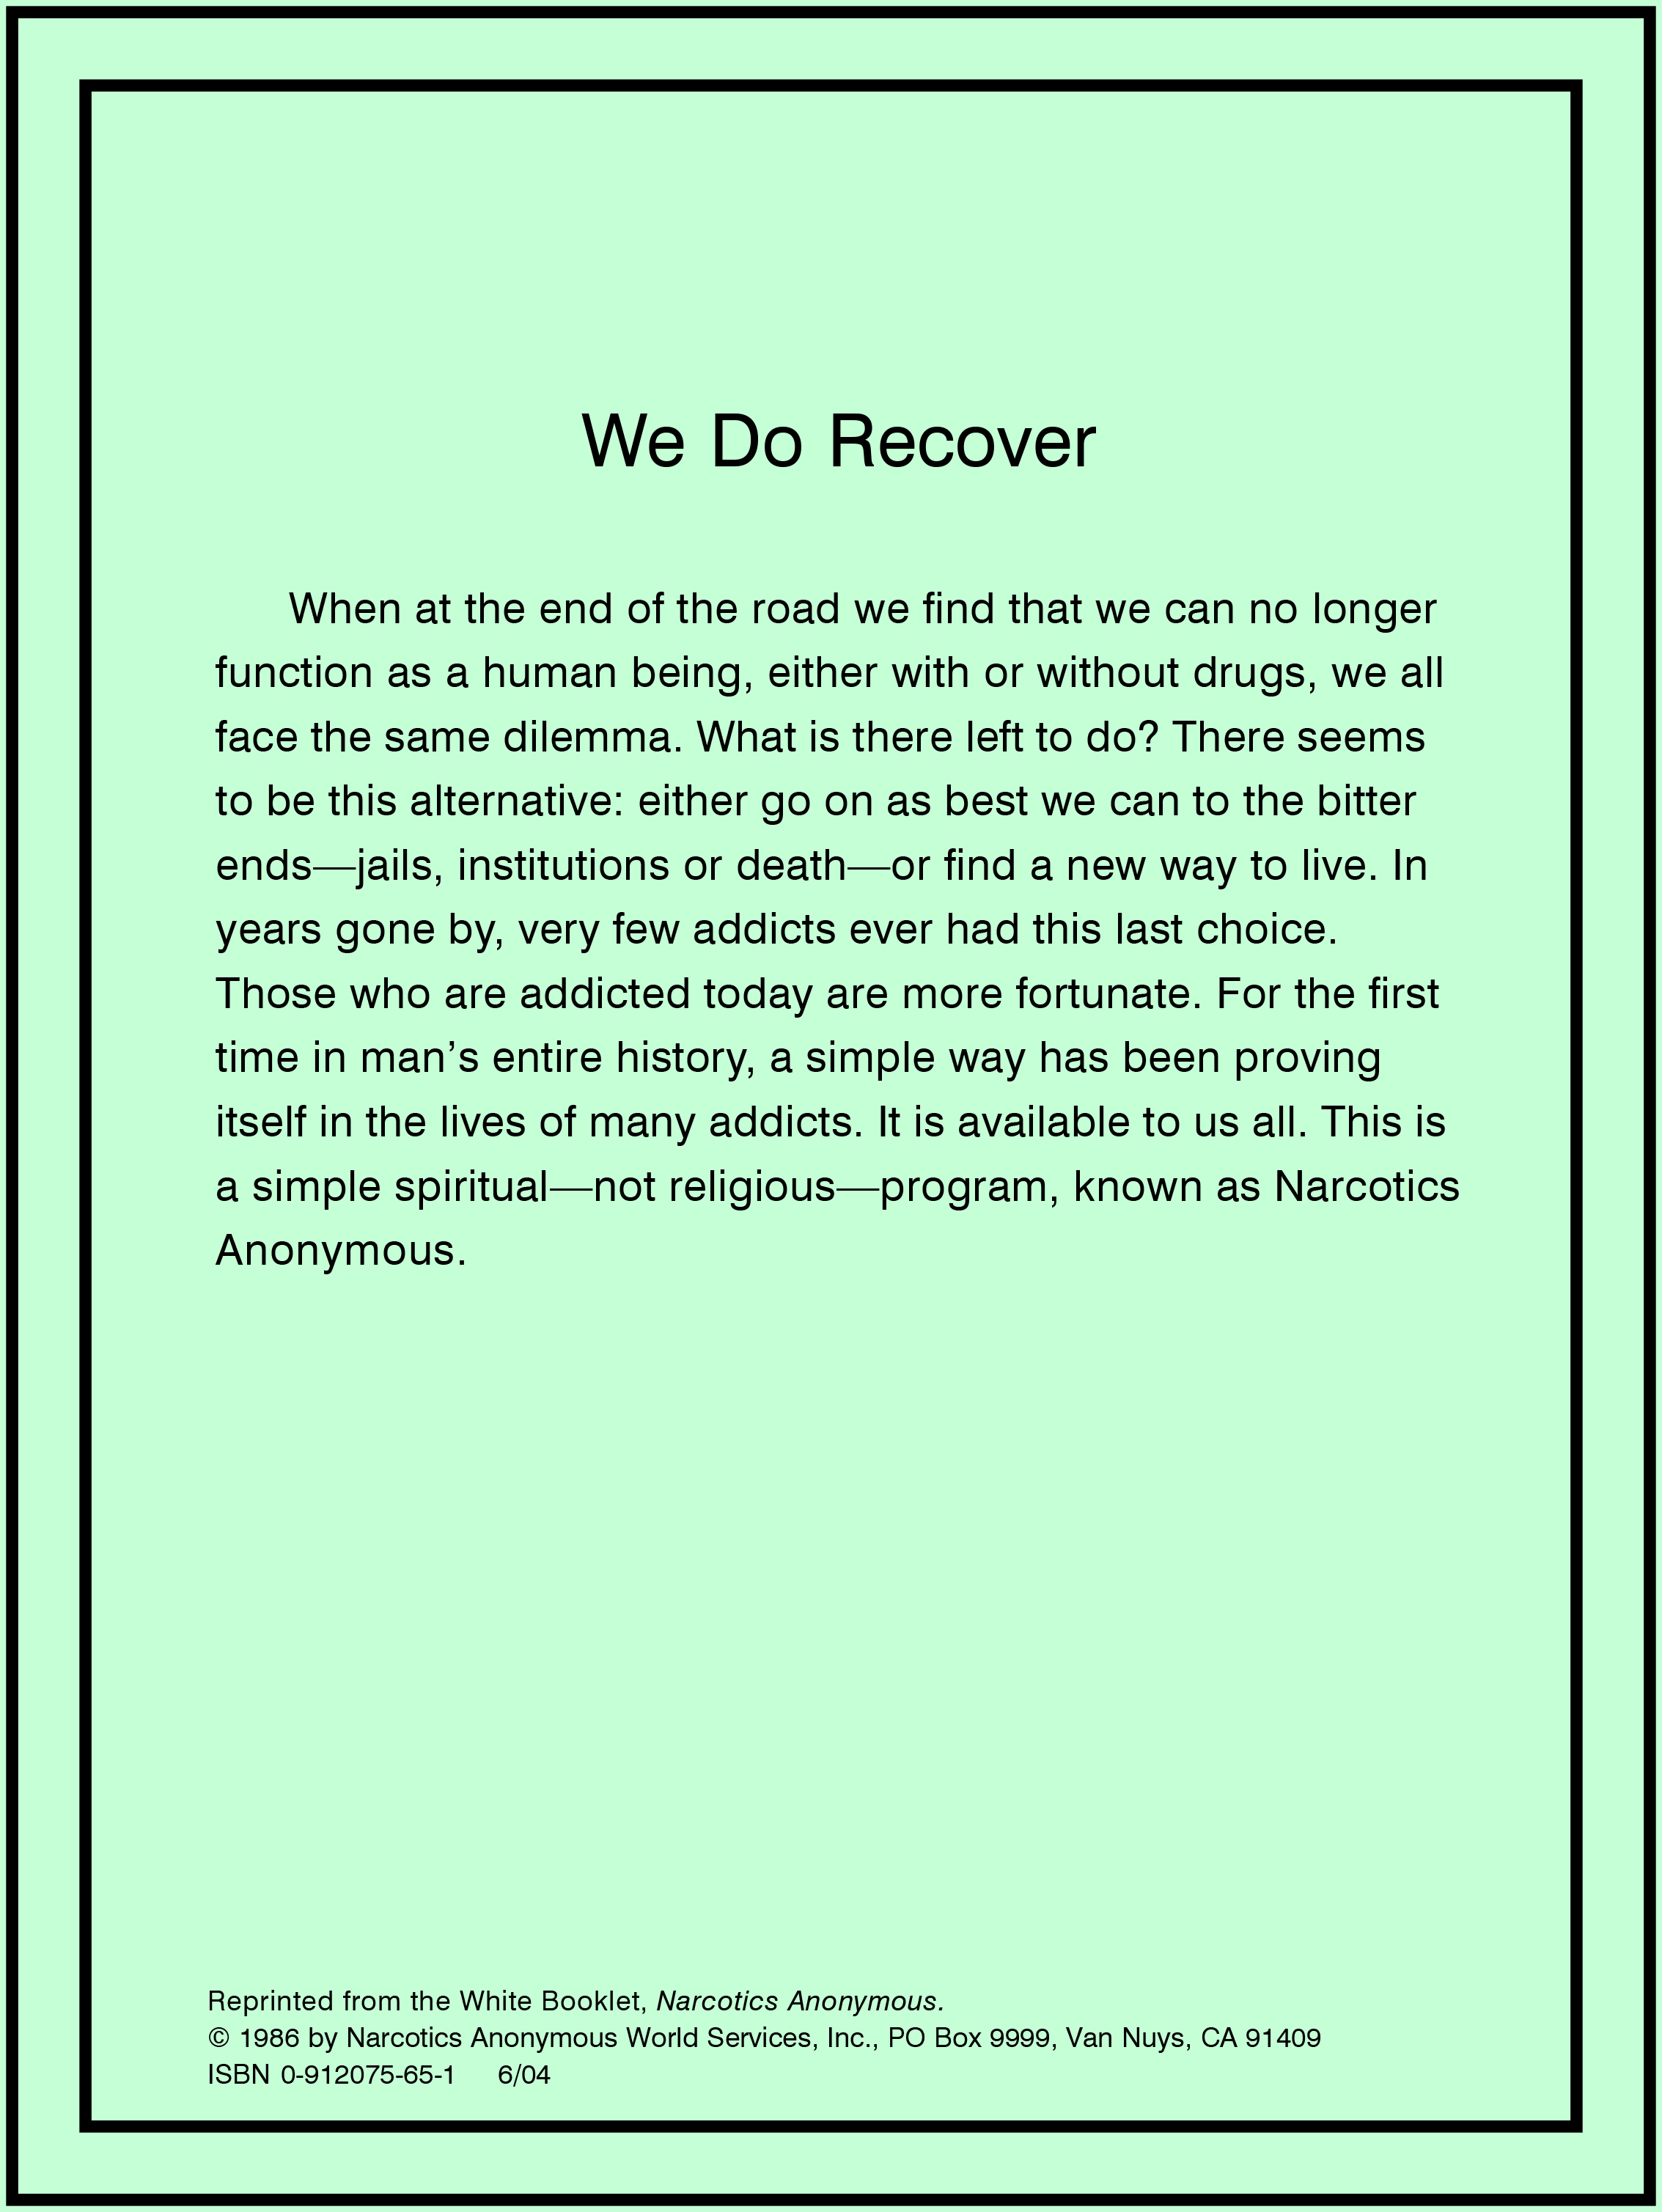 We Do Recover
When at the end of the road we find that we can no longer
function as a human being, either with or without drugs, we all
face the same dilemma. What is there left to do? There seems
to be this alternative: either go on as best we can to the bitter
ends—jails, institutions or death—or find a new way to live. In
years gone by, very few addicts ever had this last choice.
Those who are addicted today are more fortunate. For the first
time in man’s entire history, a simple way has been proving
itself in the lives of many addicts. It is available to us all. This is
a simple spiritual—not religious—program, known as Narcotics
Anonymous.
Reprinted from the White Booklet, Narcotics Anonymous.
© 1986 by Narcotics Anonymous World Services, Inc., PO Box 9999, Van Nuys, CA 91409
ISBN 0-912075-65-1 6/04